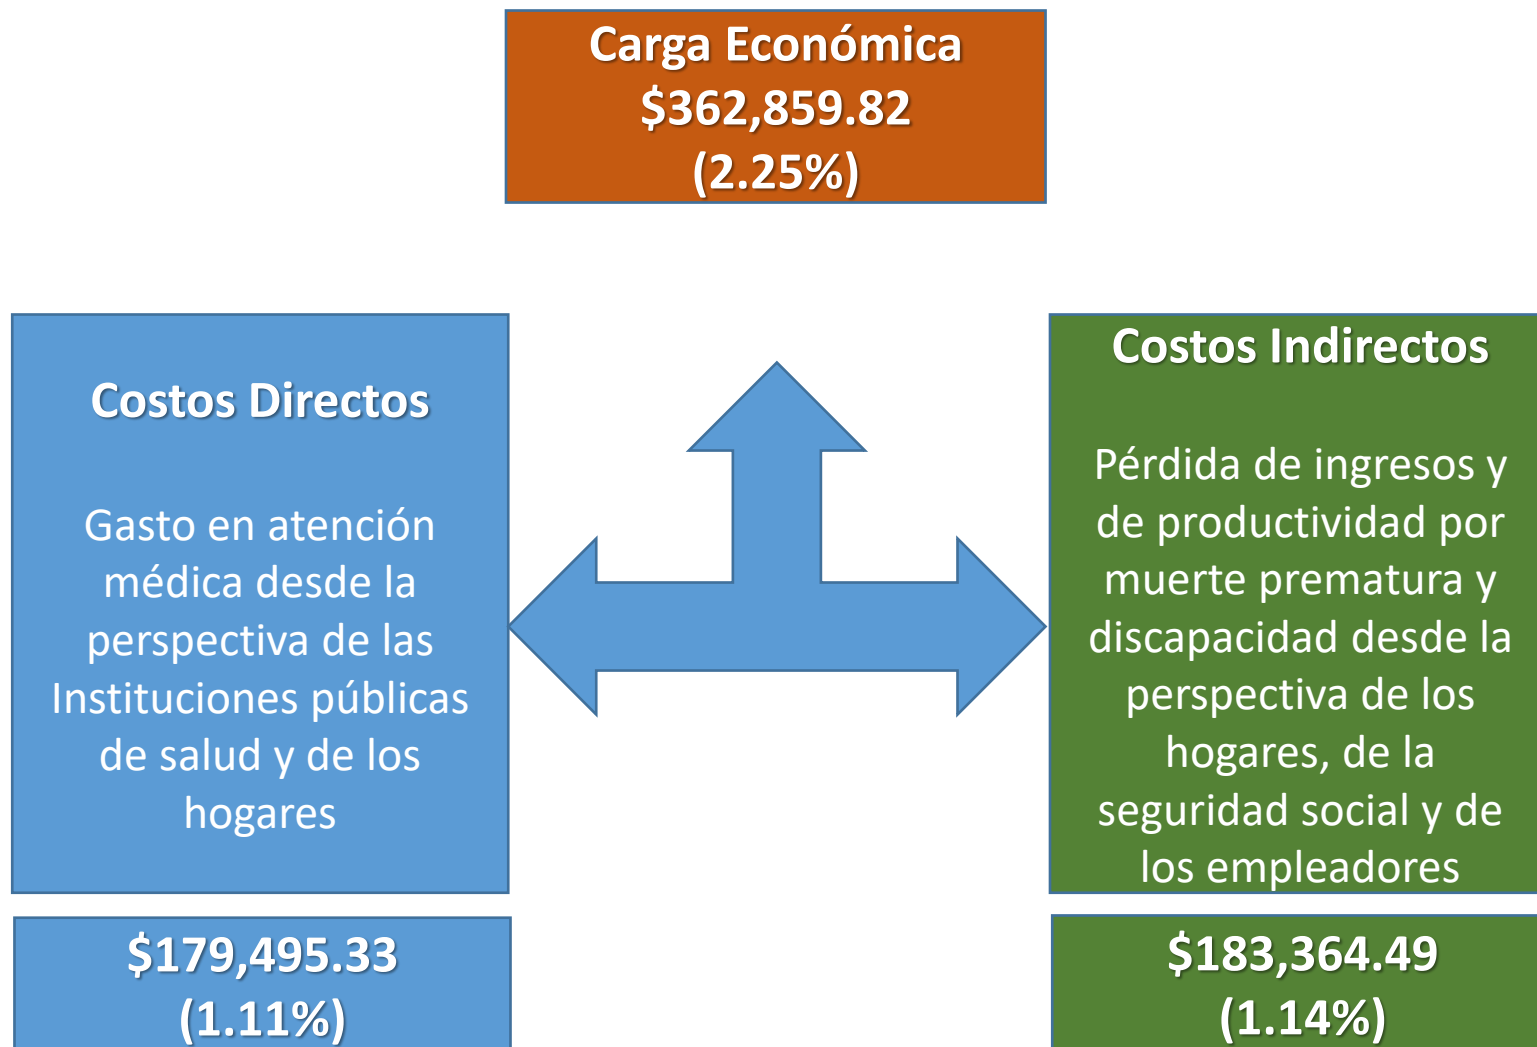 Carga Económica
$362,859.82
(2.25%)
Costos Directos
Gasto en atención
médica desde la
perspectiva de las
Instituciones públicas
de salud y de los
hogares
$179,495.33
(1.11%)
Costos Indirectos
Pérdida de ingresos y
de productividad por
muerte prematura y
discapacidad desde la
perspectiva de los
hogares, de la
seguridad social y de
los empleadores
$183,364.49
(1.14%)